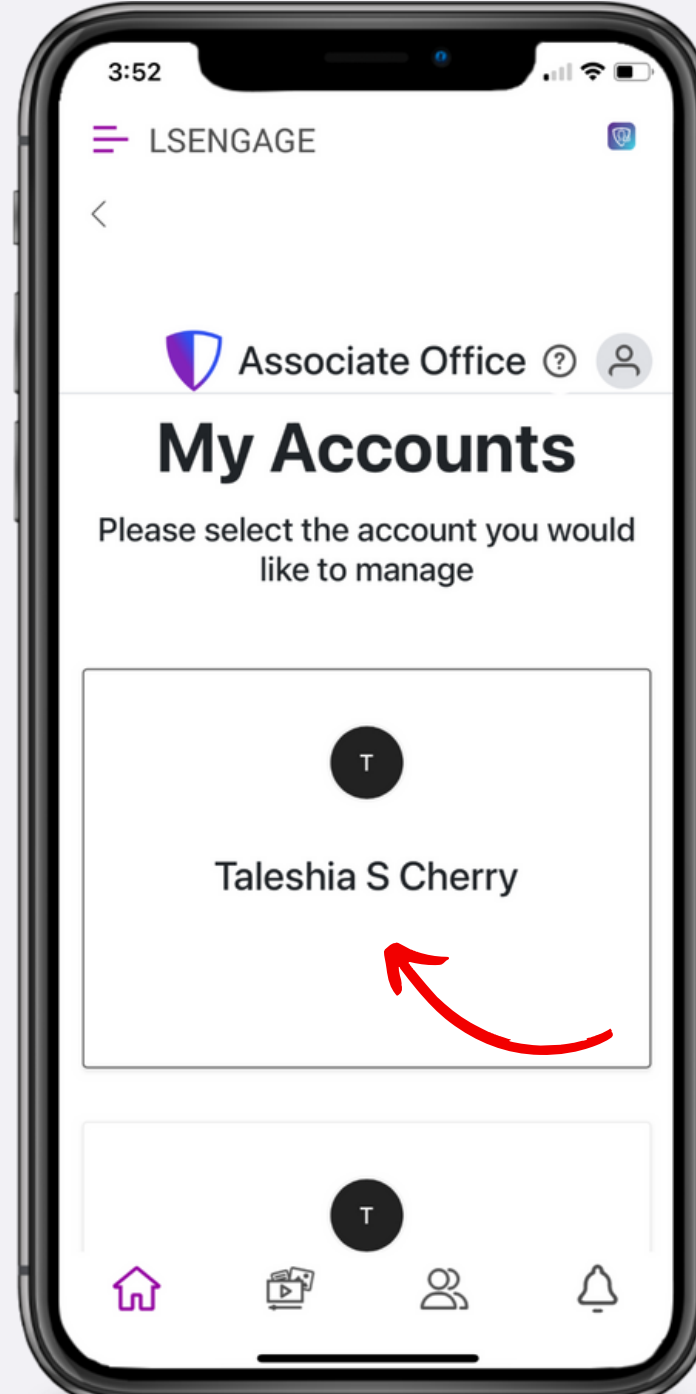 3:52
LSENGAGE
Associate Office ?
My Accounts
Please select the account you would
like to manage
T
Taleshia S Cherry
T